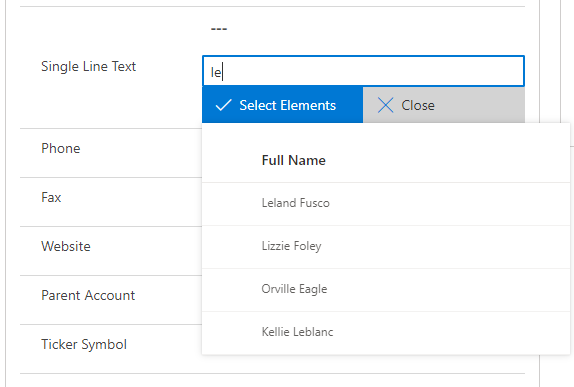 ---
Single Line Text
le
Select Elements Close
Phone
Full Name
Fax
Leland Fusco
Website
Lizzie Foley
Parent Account
Orville Eagle
Ticker Symbol
Kellie Leblanc